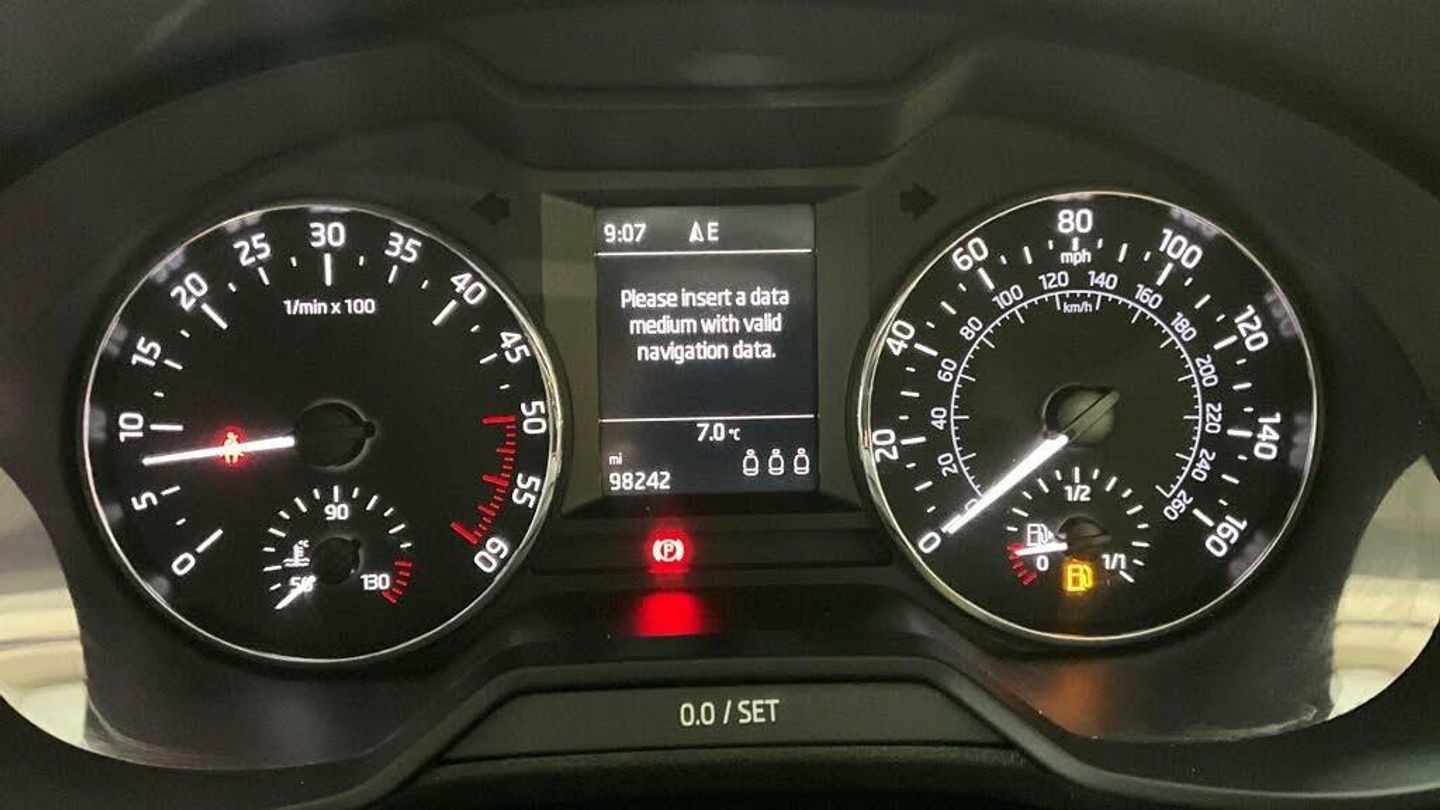 9:07 E
Please insert a data
medium with valid
navigation data.
7.0 °C
mi
98242
0 5 10 15 20 25 30 35 40 45 50 55 60
1/min x 100
50 90 130
°C
0 20 40 60 80 100 120 140 160
mph
20 40 60 80 100 120 140 160 180 200 220 240 260
km/h
0 1/2 1/1
P
0.0 / SET